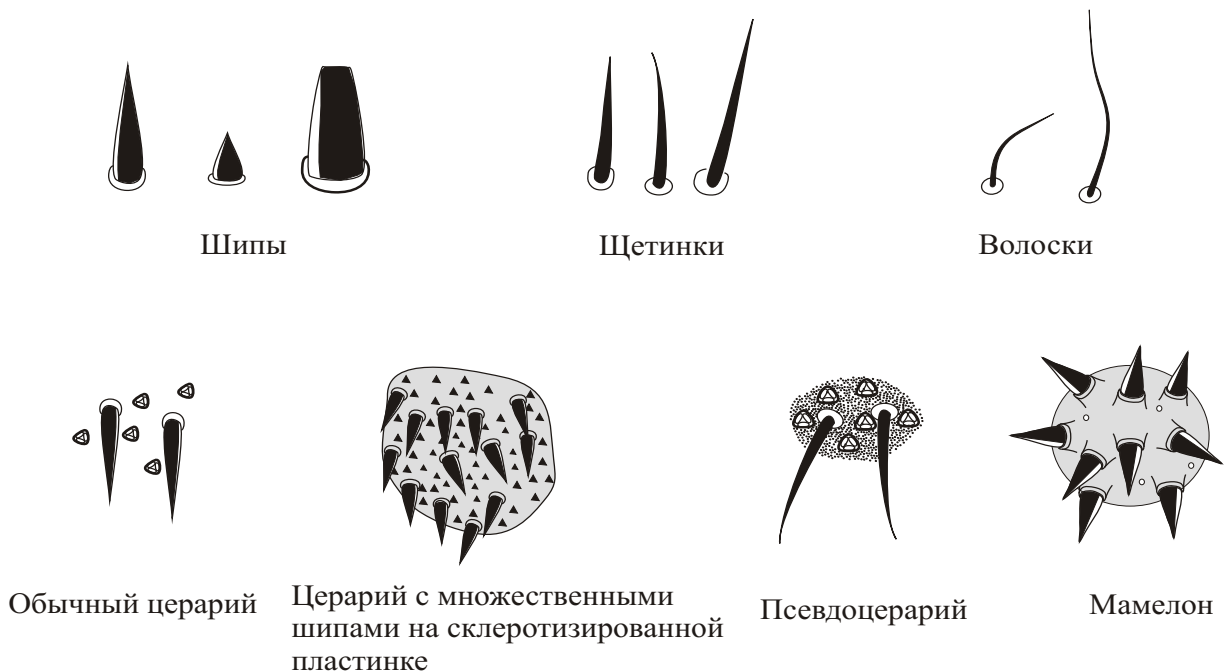 Шипы
Щетинки
Волоски
Обычный церарий
Церарий с множественными
шипами на склеротизированной
пластинке
Псевдоцерарий
Мамелон